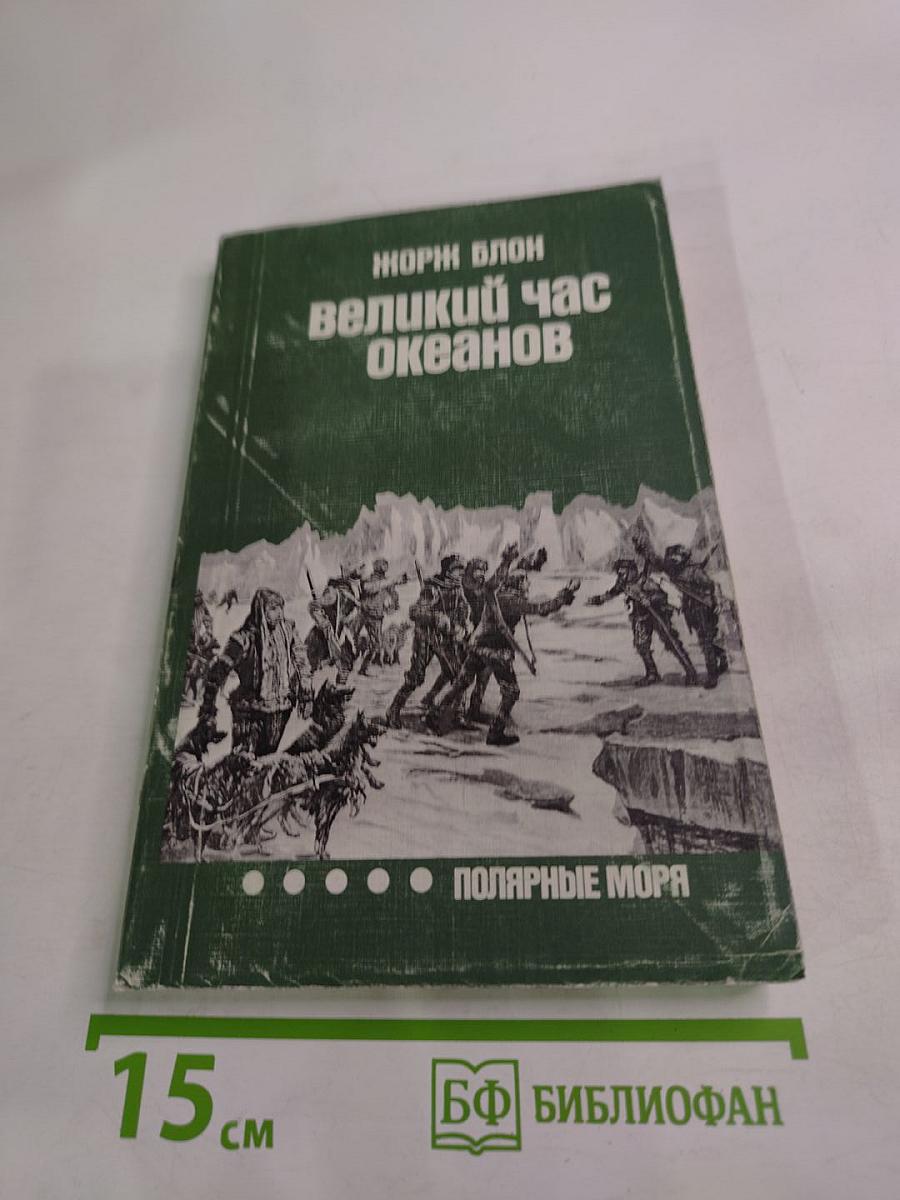 ЖОРЖ БЛОН
великий час
океанов
ПОЛЯРНЫЕ МОРЯ
15 см
БФ БИБЛИОФАН